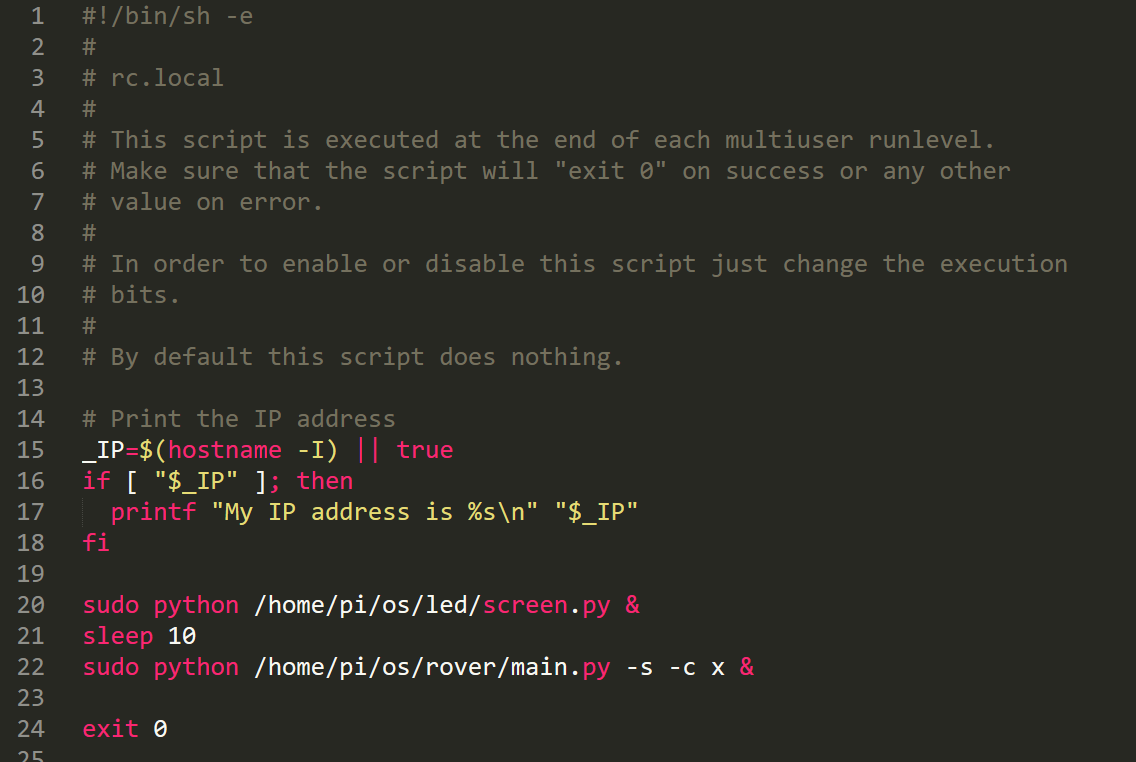 1 #!/bin/sh -e
2 #
3 # rc.local
4 #
5 # This script is executed at the end of each multiuser runlevel.
6 # Make sure that the script will "exit 0" on success or any other
7 # value on error.
8 #
9 # In order to enable or disable this script just change the execution
10 # bits.
11 #
12 # By default this script does nothing.
13
14 # Print the IP address
15 _IP=$(hostname -I) || true
16 if [ "$_IP" ]; then
17   printf "My IP address is %s\n" "$_IP"
18 fi
19
20 sudo python /home/pi/os/led/screen.py &
21 sleep 10
22 sudo python /home/pi/os/rover/main.py -s -c x &
23
24 exit 0
25